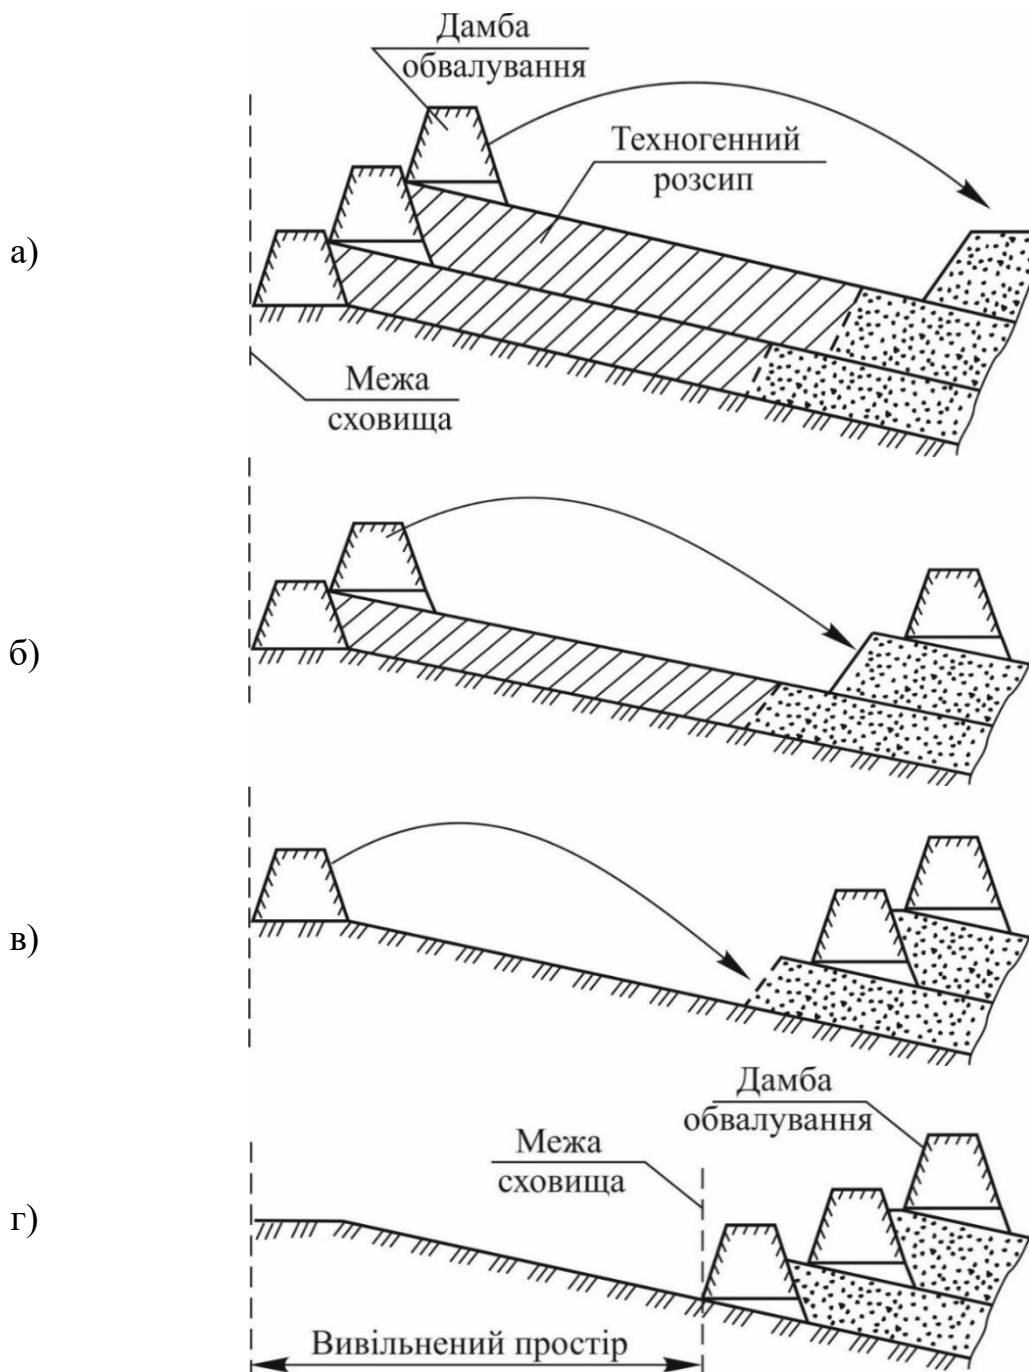 Дамба
обвалування
Техногенний
розсип
а)
Межа
сховища
б)
в)
Дамба
обвалування
Межа
сховища
г)
Вивільнений простір